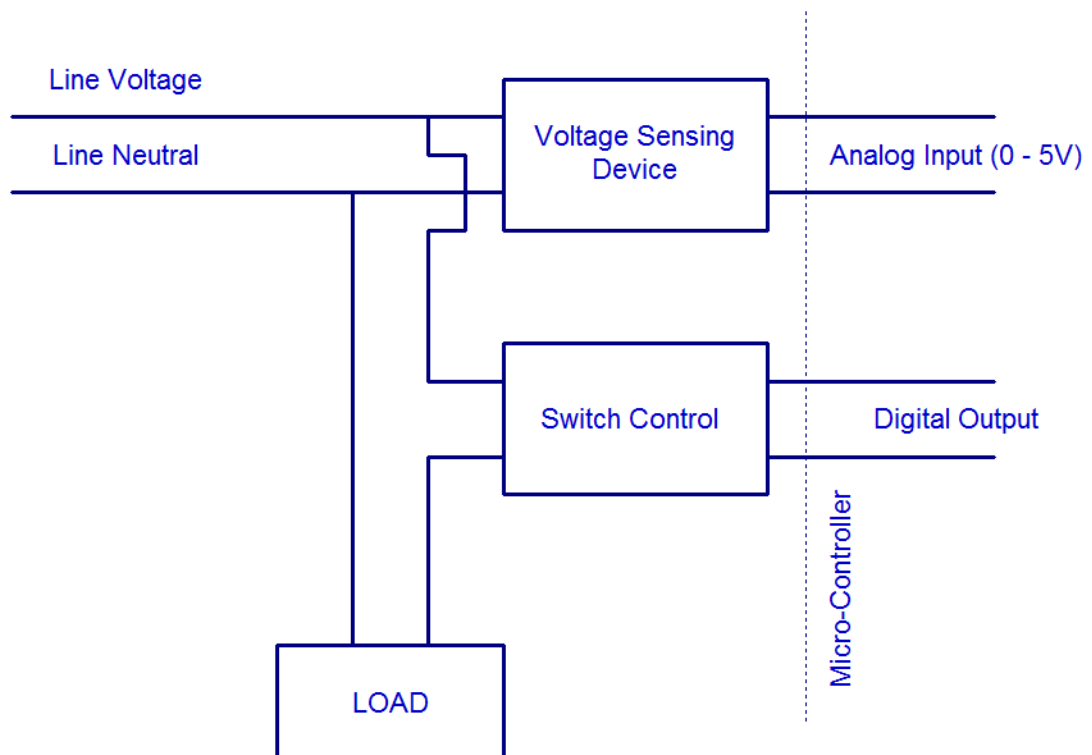 Line Voltage
Line Neutral
Voltage Sensing
Device
Analog Input (0 - 5V)
Switch Control
Digital Output
Micro-Controller
LOAD